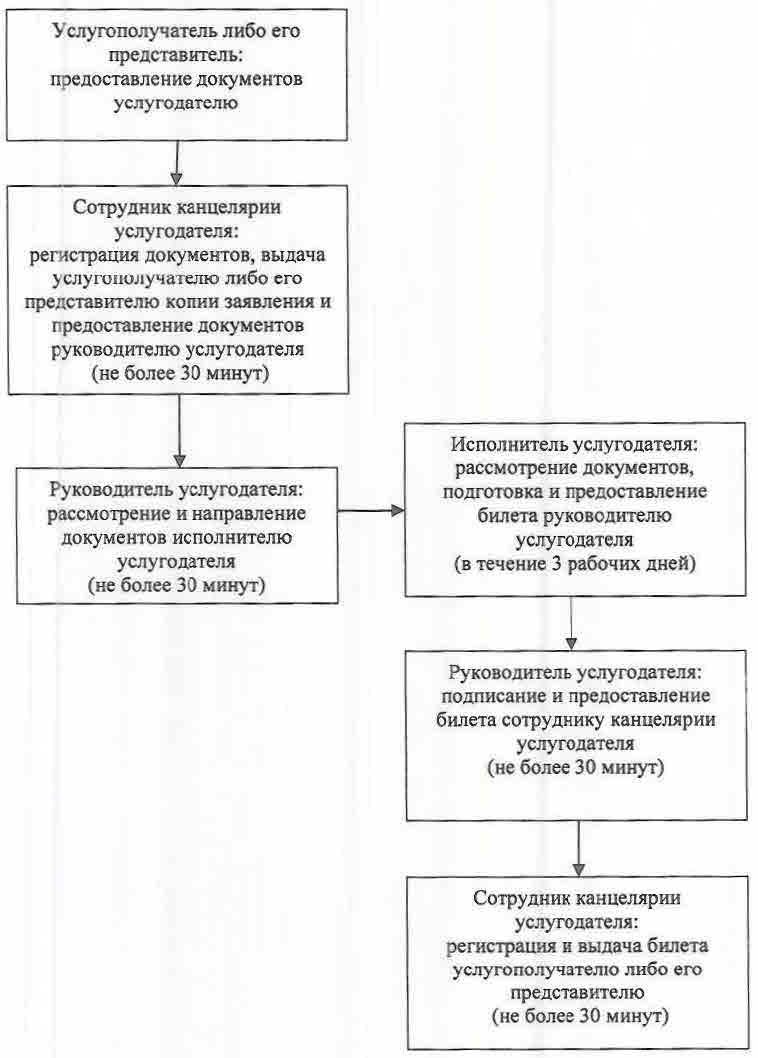 Услугополучатель либо его
представитель:
предоставление документов
услугодателю
Сотрудник канцелярии
услугодателя:
регистрация документов, выдача
услугополучателю либо его
представителю копии заявления и
предоставление документов
руководителю услугодателя
(не более 30 минут)
Руководитель услугодателя:
рассмотрение и направление
документов исполнителю
услугодателя
(не более 30 минут)
Исполнитель услугодателя:
рассмотрение документов,
подготовка и предоставление
билета руководителю
услугодателя
(в течение 3 рабочих дней)
Руководитель услугодателя:
подписание и предоставление
билета сотруднику канцелярии
услугодателя
(не более 30 минут)
Сотрудник канцелярии
услугодателя:
регистрация и выдача билета
услугополучателю либо его
представителю
(не более 30 минут)